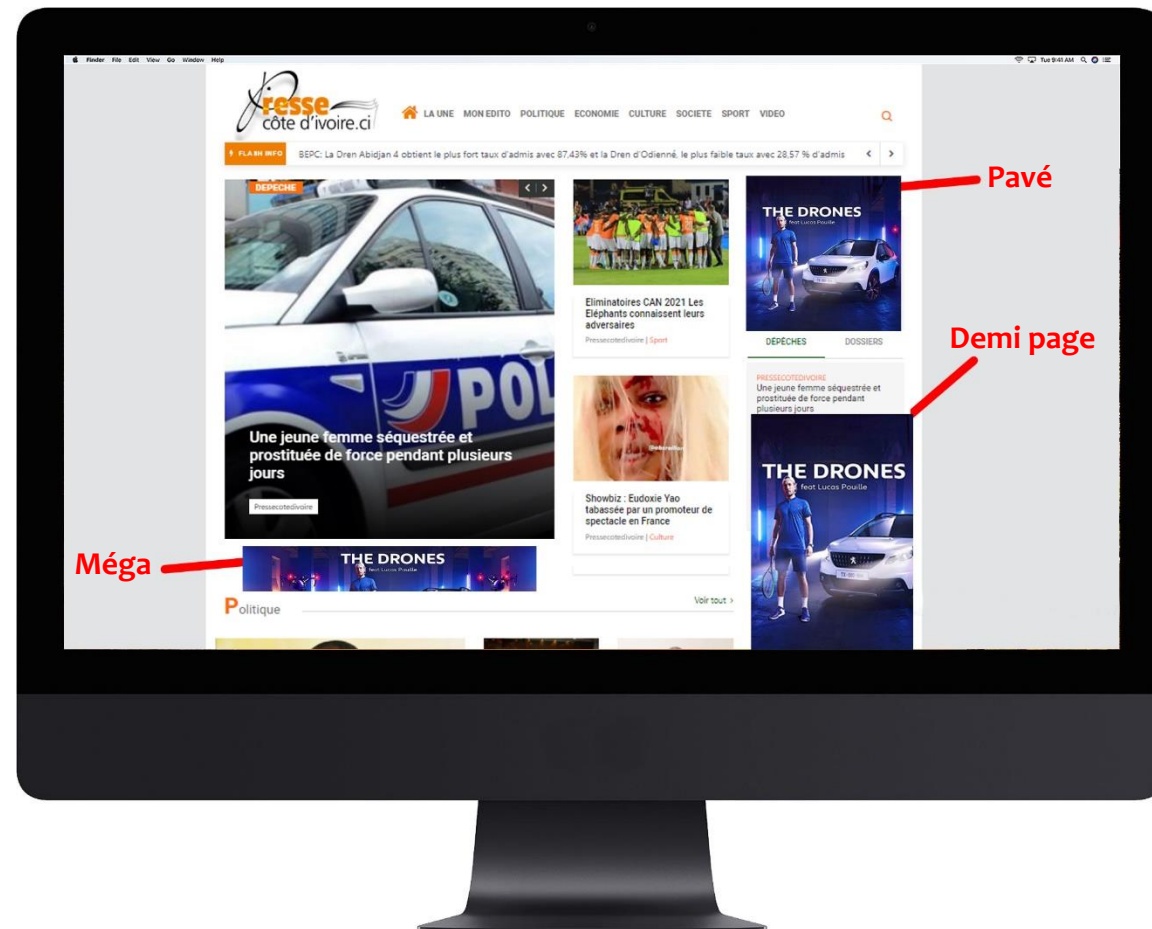 Finder File Edit View Go Window Help
Tue 9:41 AM
Presse
côte d'ivoire.ci
LA UNE MON EDITO POLITIQUE ECONOMIE CULTURE SOCIETE SPORT VIDEO
FLASH INFO
BEPC: La Dren Abidjan 4 obtient le plus fort taux d'admis avec 87,43% et la Dren d'Odienné, le plus faible taux avec 28,57 % d'admis
DEPECHE
POL
Une jeune femme séquestrée et
prostituée de force pendant plusieurs
jours
Pressecotedivoire
Méga
THE DRONES
feat Lucas Pouille
Politique
Voir tout >
Eliminatoires CAN 2021 Les
Eléphants connaissent leurs
adversaires
Pressecotedivoire | Sport
Showbiz : Eudoxie Yao
tabassée par un promoteur de
spectacle en France
Pressecotedivoire | Culture
Pavé
THE DRONES
feat Lucas Pouille
DÉPÊCHES DOSSIERS
Demi page
PRESSECOTEDIVOIRE
Une jeune femme séquestrée et
prostituée de force pendant
plusieurs jours
THE DRONES
feat Lucas Pouille